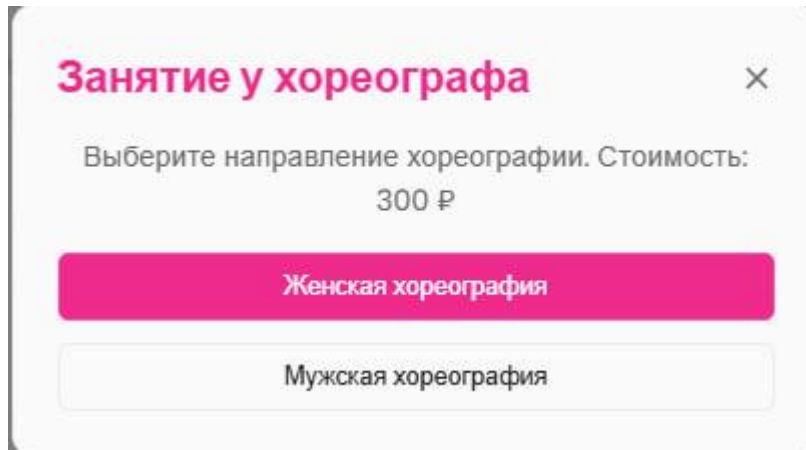 Занятие у хореографа
Выберите направление хореографии. Стоимость:
300 ₽
Женская хореография
Мужская хореография